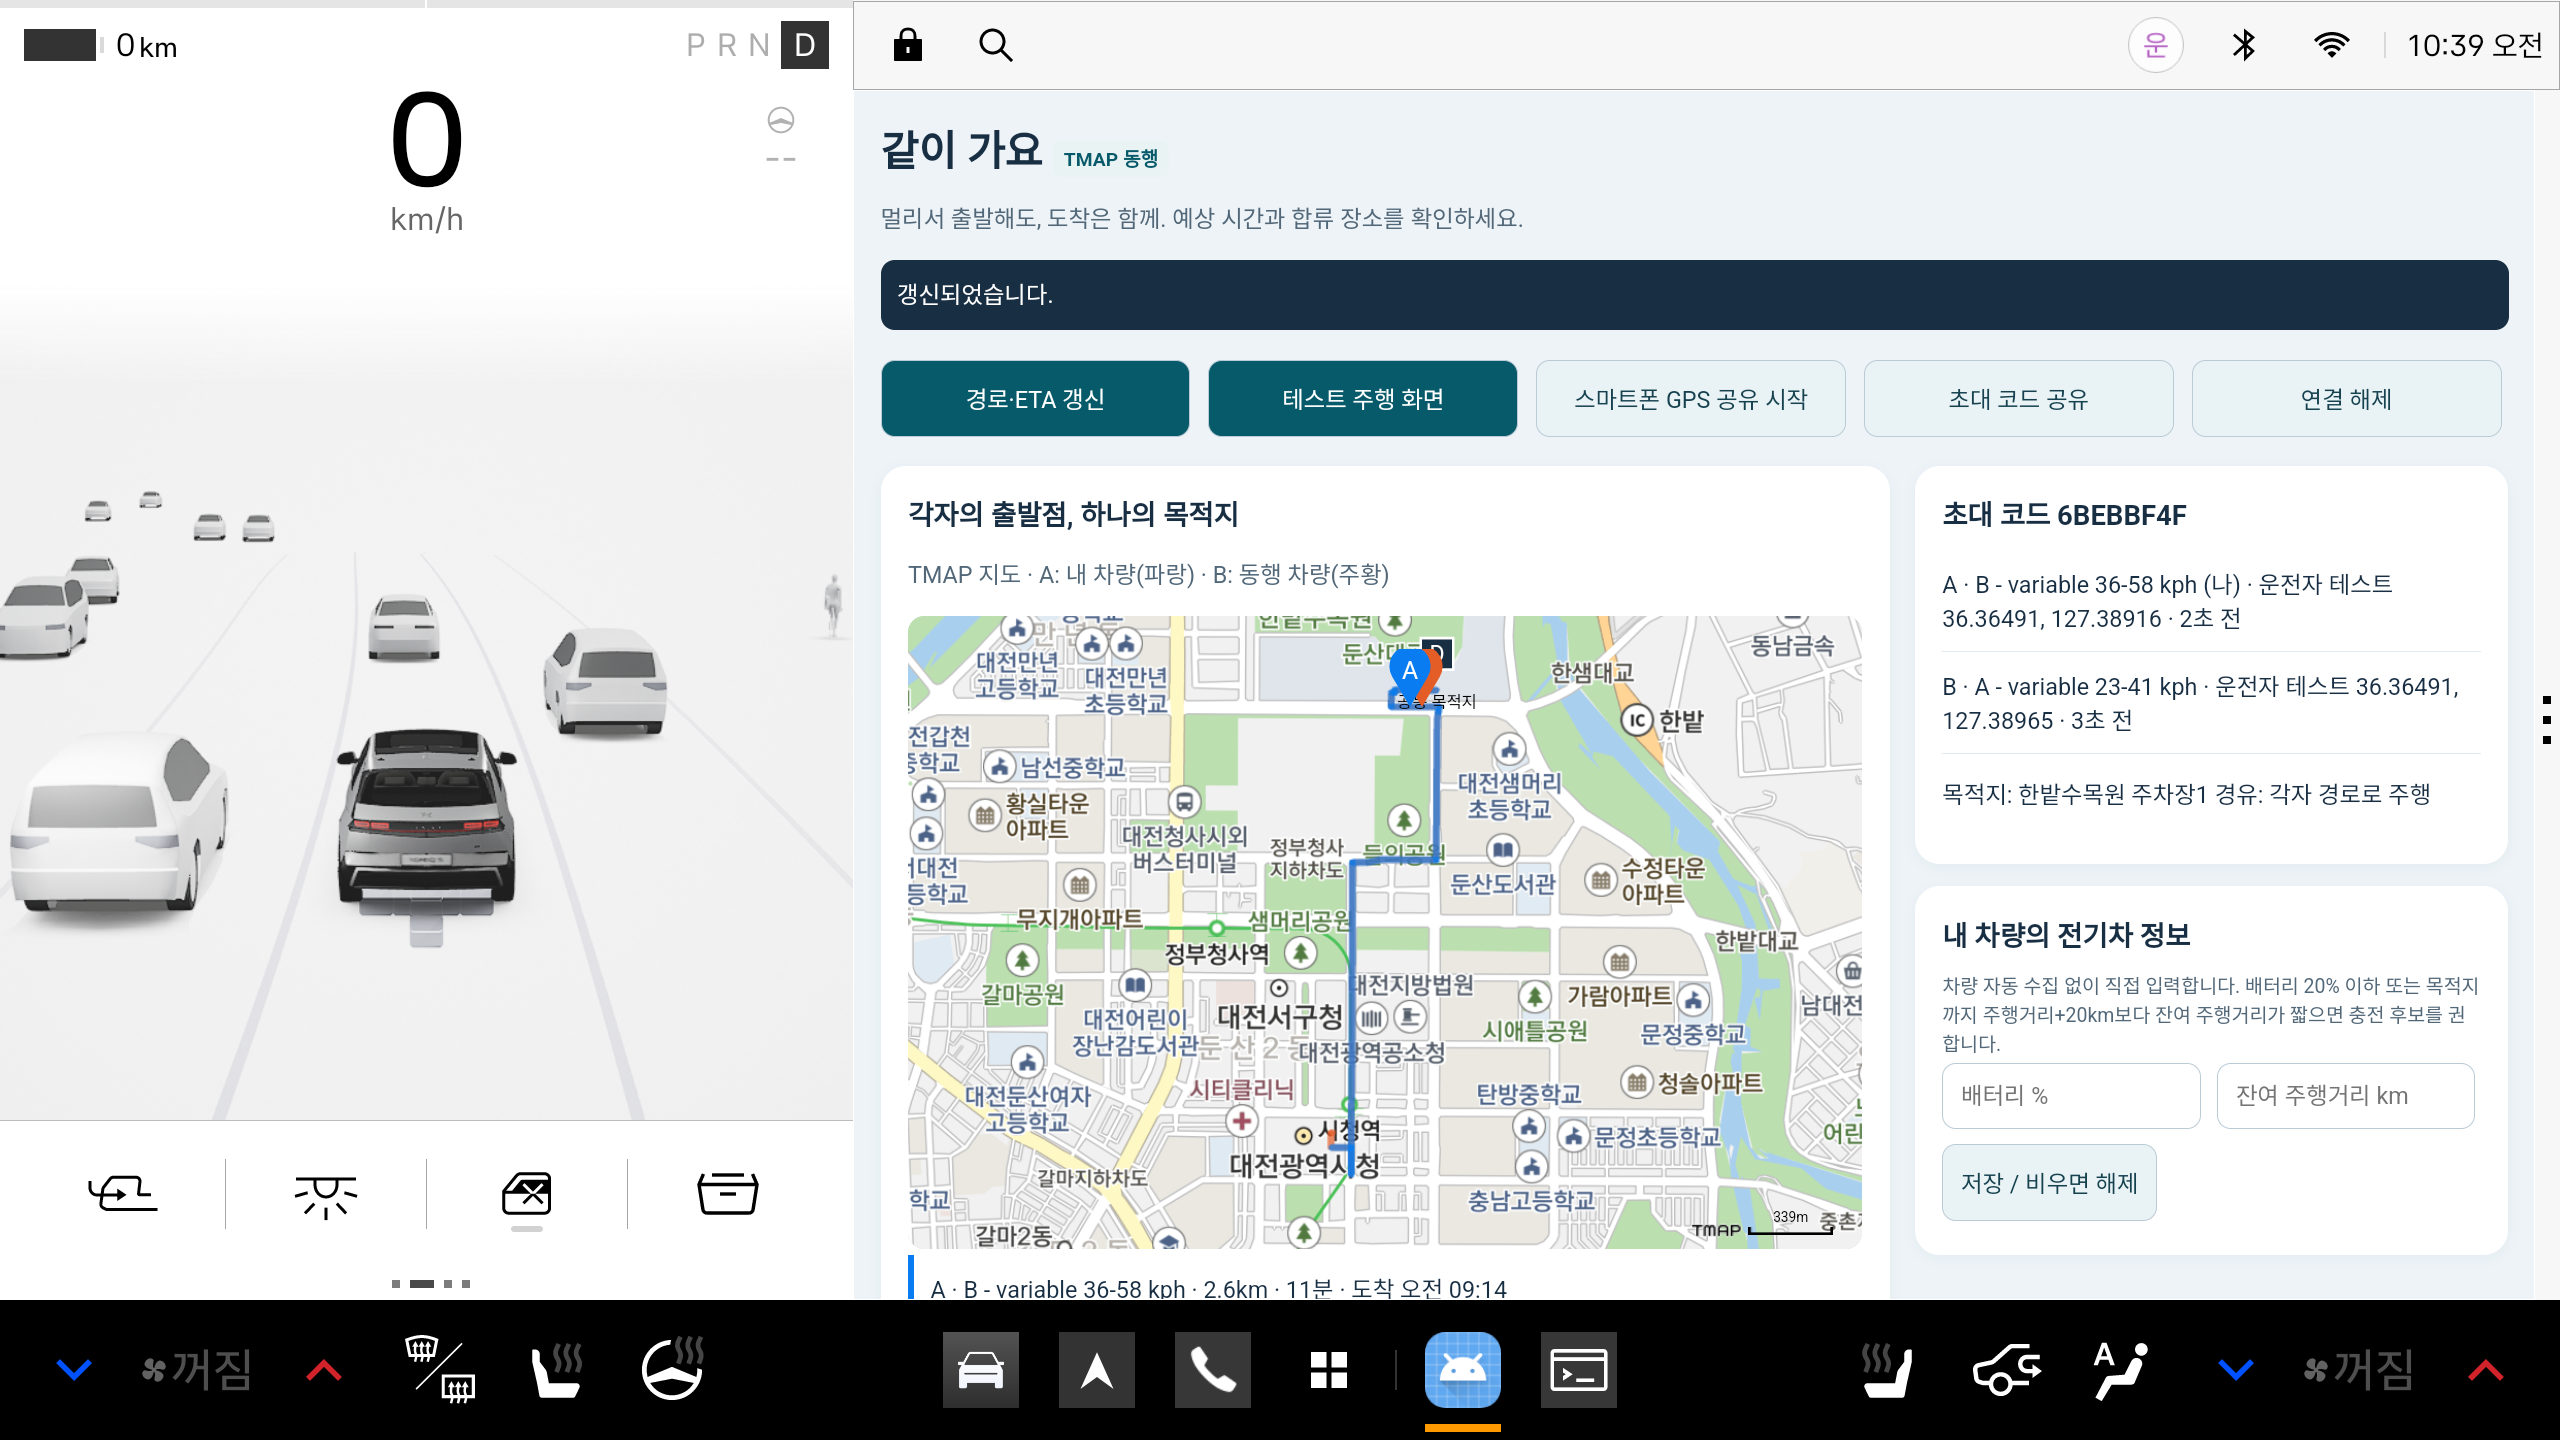 0 km
P R N D
0
km/h
--
운
10:39 오전
같이 가요 TMAP 동행
멀리서 출발해도, 도착은 함께. 예상 시간과 합류 장소를 확인하세요.
갱신되었습니다.
경로·ETA 갱신
테스트 주행 화면
스마트폰 GPS 공유 시작
초대 코드 공유
연결 해제
각자의 출발점, 하나의 목적지
TMAP 지도 · A: 내 차량(파랑) · B: 동행 차량(주황)
한밭수목원
동남금속
한샘대교
대전만년
고등학교
대전만년
초등학교
A
D
공동 목적지
IC 한밭
남선중학교
황실타운
아파트
대전청사시외
버스터미널
정부청사
지하차도
들의공원
대전샘머리
초등학교
둔산도서관
수정타운
아파트
무지개아파트
샘머리공원
정부청사역
한밭대교
갈마공원
대전지방법원
가람아파트
대전서구청
대전어린이
장난감도서관
둔산2동
대전광역공소청
시애틀공원
문정중학교
시티클리닉
탄방중학교
청솔아파트
대전둔산여자
고등학교
시청역
대전광역시청
문정초등학교
갈마지하차도
충남고등학교
갈마2동
TMAP
339m
A · B - variable 36-58 kph · 2.6km · 11분 · 도착 오전 09:14
초대 코드 6BEBBF4F
A · B - variable 36-58 kph (나) · 운전자 테스트
36.36491, 127.38916 · 2초 전
B · A - variable 23-41 kph · 운전자 테스트 36.36491,
127.38965 · 3초 전
목적지: 한밭수목원 주차장1 경유: 각자 경로로 주행
내 차량의 전기차 정보
차량 자동 수집 없이 직접 입력합니다. 배터리 20% 이하 또는 목적지
까지 주행거리+20km보다 잔여 주행거리가 짧으면 충전 후보를 권
합니다.
배터리 %
잔여 주행거리 km
저장 / 비우면 해제
꺼짐
A
꺼짐